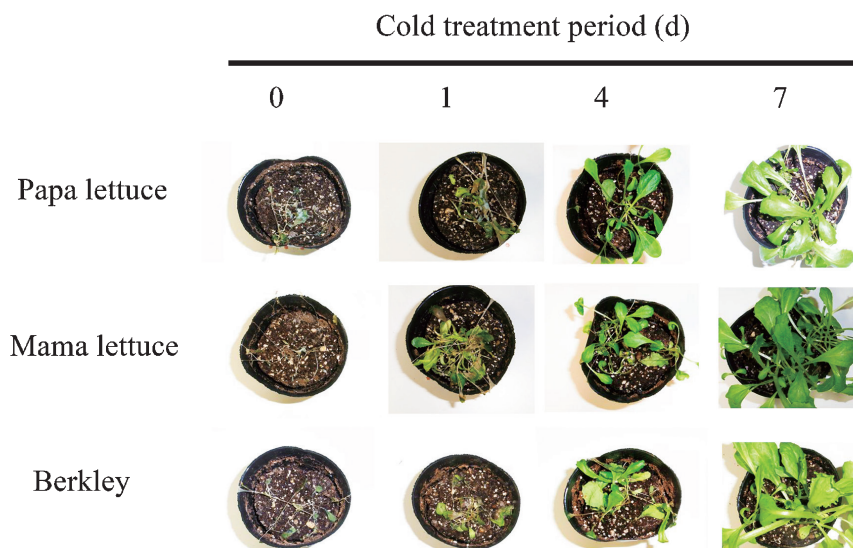 Cold treatment period (d)
0 1 4 7
Papa lettuce
Mama lettuce
Berkley